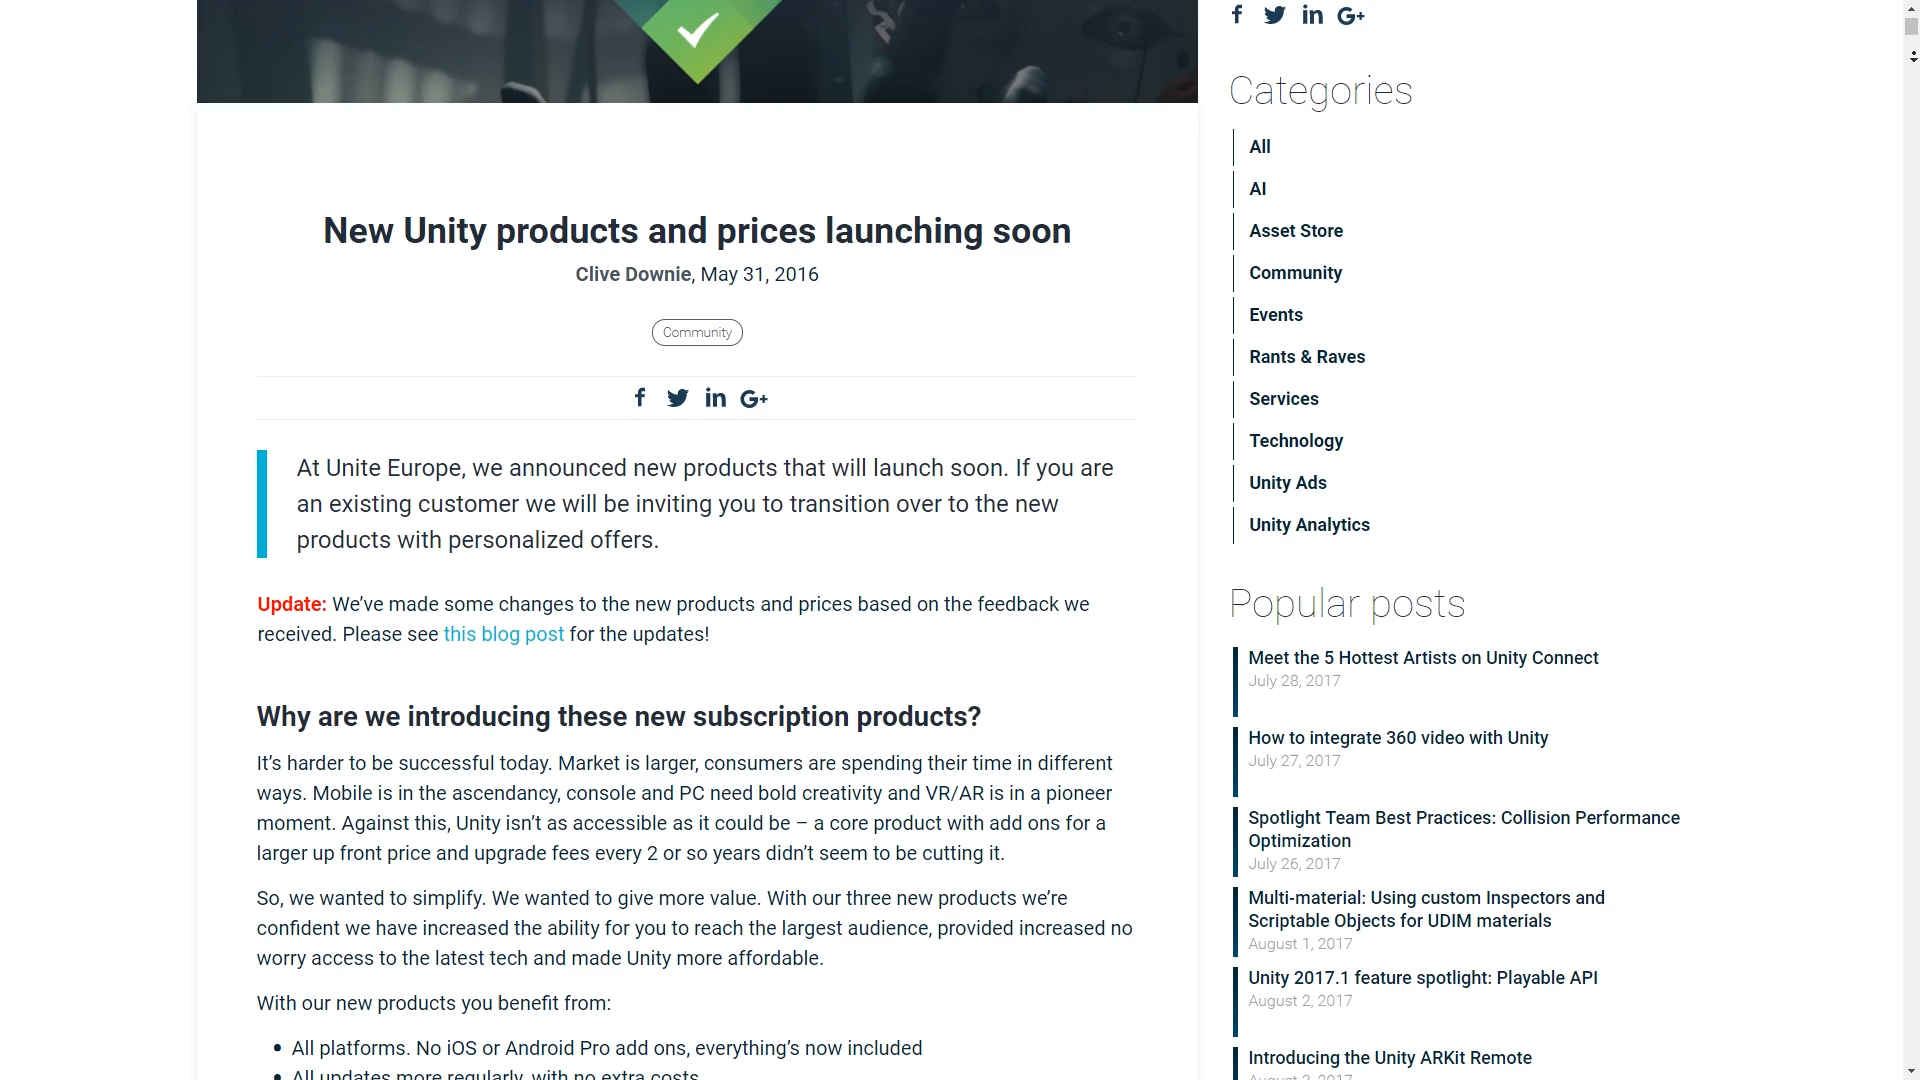 New Unity products and prices launching soon
Clive Downie, May 31, 2016
Community
At Unite Europe, we announced new products that will launch soon. If you are
an existing customer we will be inviting you to transition over to the new
products with personalized offers.
Update: We’ve made some changes to the new products and prices based on the feedback we
received. Please see this blog post for the updates!
Why are we introducing these new subscription products?
It’s harder to be successful today. Market is larger, consumers are spending their time in different
ways. Mobile is in the ascendancy, console and PC need bold creativity and VR/AR is in a pioneer
moment. Against this, Unity isn’t as accessible as it could be – a core product with add ons for a
larger up front price and upgrade fees every 2 or so years didn’t seem to be cutting it.
So, we wanted to simplify. We wanted to give more value. With our three new products we’re
confident we have increased the ability for you to reach the largest audience, provided increased no
worry access to the latest tech and made Unity more affordable.
With our new products you benefit from:
All platforms. No iOS or Android Pro add ons, everything’s now included
All updates more regularly, with no extra costs
Categories
All
AI
Asset Store
Community
Events
Rants & Raves
Services
Technology
Unity Ads
Unity Analytics
Popular posts
Meet the 5 Hottest Artists on Unity Connect
July 28, 2017
How to integrate 360 video with Unity
July 27, 2017
Spotlight Team Best Practices: Collision Performance
Optimization
July 26, 2017
Multi-material: Using custom Inspectors and
Scriptable Objects for UDIM materials
August 1, 2017
Unity 2017.1 feature spotlight: Playable API
August 2, 2017
Introducing the Unity ARKit Remote
August 3, 2017